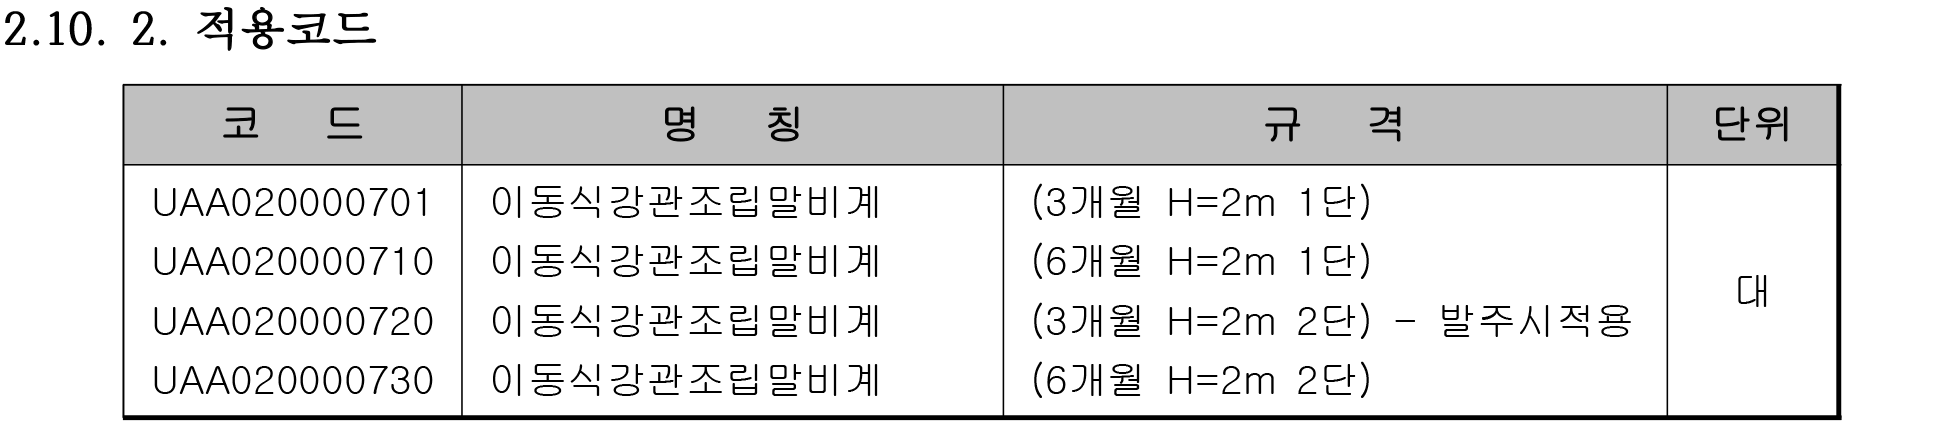 2.10. 2. 적용코드
코 드 명 칭 규 격 단위
UAA020000701 이동식강관조립말비계 (3개월 H=2m 1단)
UAA020000710 이동식강관조립말비계 (6개월 H=2m 1단)
대
UAA020000720 이동식강관조립말비계 (3개월 H=2m 2단) - 발주시적용
UAA020000730 이동식강관조립말비계 (6개월 H=2m 2단)